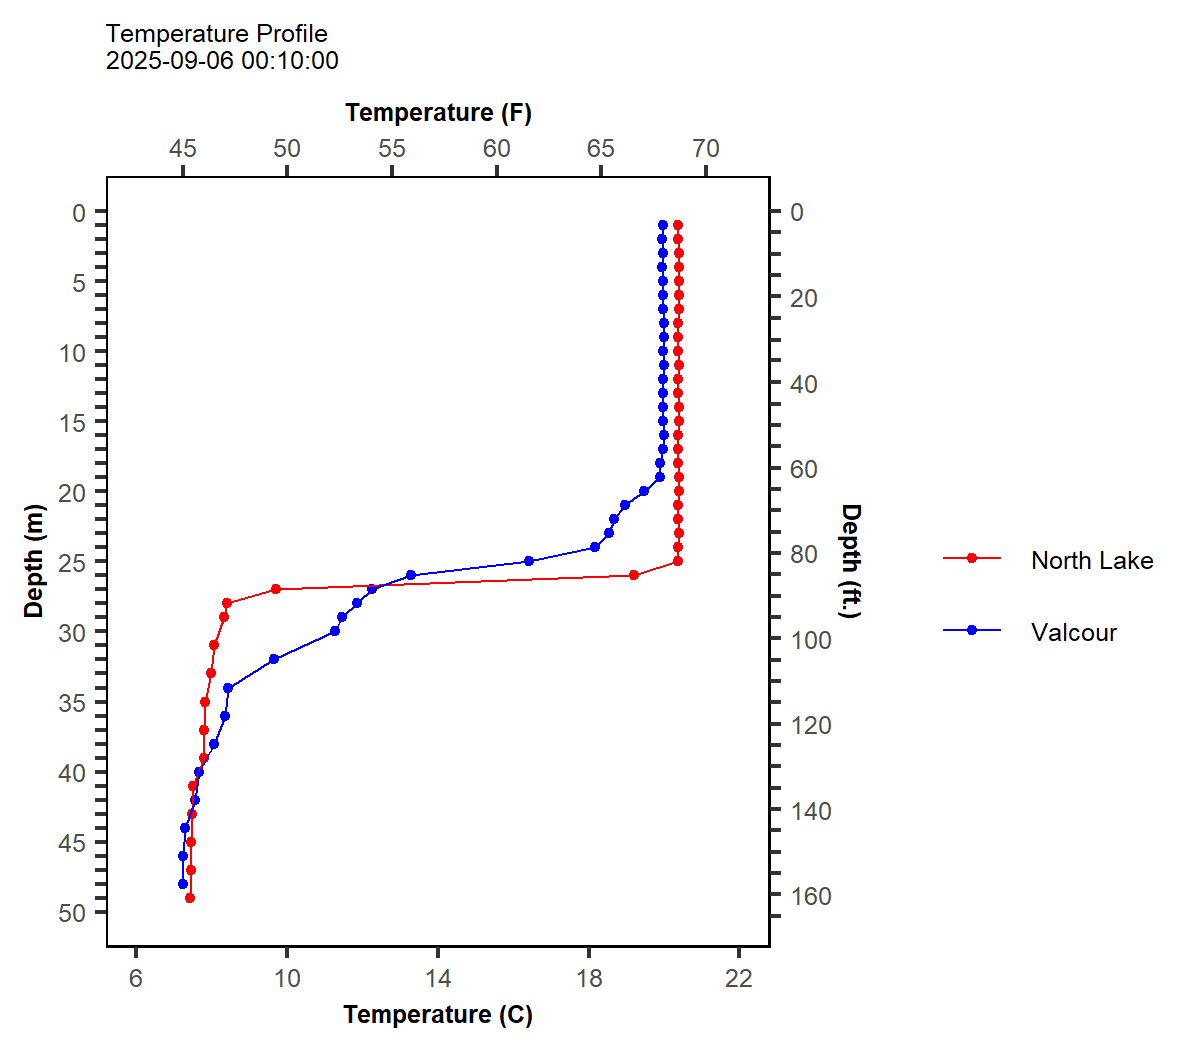 Temperature Profile
2025-09-06 00:10:00
Temperature (F)
45 50 55 60 65 70
0
5
10
15
20
25
30
35
40
45
50
Depth (m)
0
20
40
60
80
100
120
140
160
Depth (ft.)
6 10 14 18 22
Temperature (C)
North Lake
Valcour